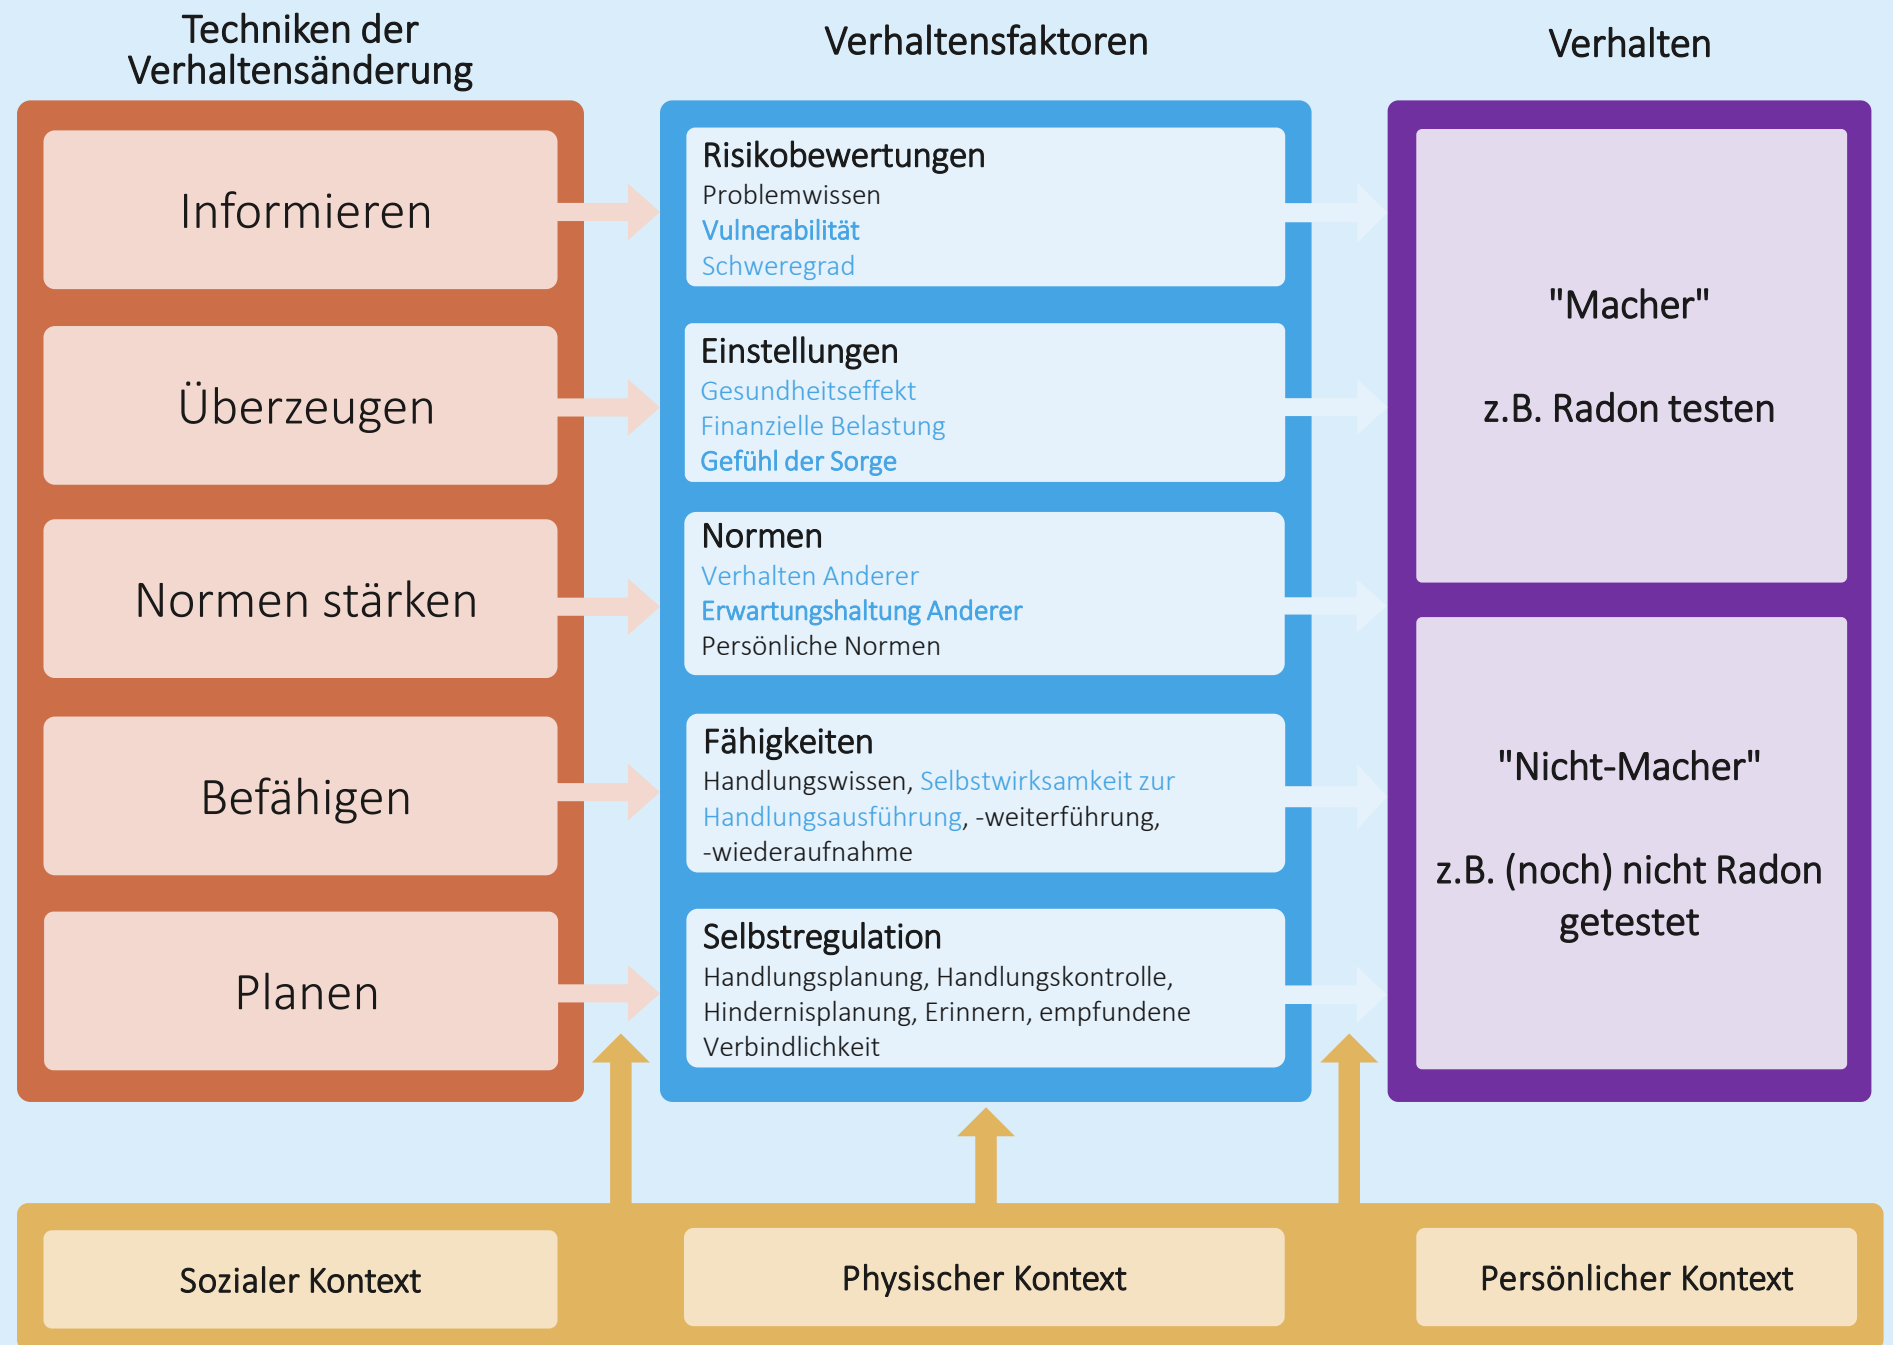 Techniken der
Verhaltensänderung
Verhaltensfaktoren
Verhalten
Informieren
Überzeugen
Normen stärken
Befähigen
Planen
Risikobewertungen
Problemwissen
Vulnerabilität
Schweregrad
Einstellungen
Gesundheitseffekt
Finanzielle Belastung
Gefühl der Sorge
Normen
Verhalten Anderer
Erwartungshaltung Anderer
Persönliche Normen
Fähigkeiten
Handlungswissen, Selbstwirksamkeit zur
Handlungsausführung, -weiterführung,
-wiederaufnahme
Selbstregulation
Handlungsplanung, Handlungskontrolle,
Hindernisplanung, Erinnern, empfundene
Verbindlichkeit
"Macher"
z.B. Radon testen
"Nicht-Macher"
z.B. (noch) nicht Radon
getestet
Sozialer Kontext
Physischer Kontext
Persönlicher Kontext